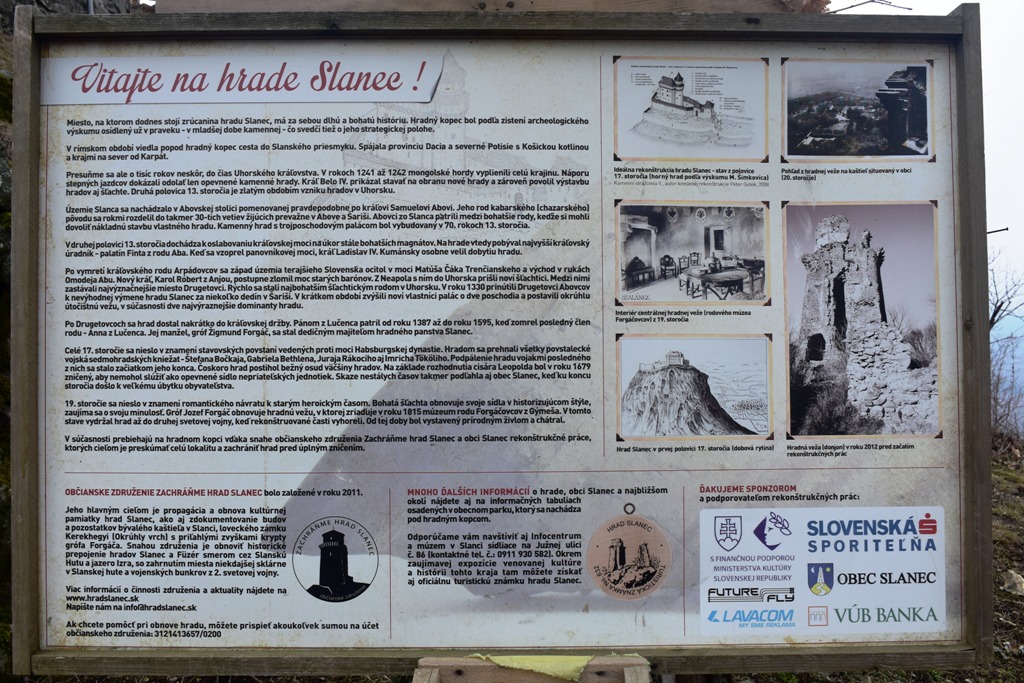 Vitajte na hrade Slanec !
Miesto, na ktorom dodnes stojí zrúcanina hradu Slanec, má za sebou dlhú a bohatú históriu. Hradný kopec bol podľa zistení archeologického
výskumu osídlený už v praveku - v mladšej dobe kamennej - čo svedčí tiež o jeho strategickej polohe.
V rímskom období viedla popod hradný kopec cesta do Slanského priesmyku. Spájala provinciu Dacia a severné Potisie s Košickou kotlinou
a krajmi na sever od Karpát.
Presuňme sa ale o tisíc rokov neskôr, do čias Uhorského kráľovstva. V rokoch 1241 až 1242 mongolské hordy vyplienili celú krajinu. Náporu
stepných jazdcov dokázali odolať len opevnené kamenné hrady. Kráľ Belo IV. prikázal stavať na obranu nové hrady a zároveň povolil výstavbu
hradov aj šľachte. Druhá polovica 13. storočia je zlatým obdobím vzniku hradov v Uhorsku.
Územie Slanca sa nachádzalo v Abovskej stolici pomenovanej pravdepodobne po kráľovi Samuelovi Abovi. Jeho rod kabarského (chazarského)
pôvodu sa rokmi rozdelil do takmer 30-tich vetiev žijúcich prevažne v Above a Šariši. Abovci zo Slanca patrili medzi bohatšie rody, keďže si mohli
dovoliť nákladnú stavbu vlastného hradu. Kamenný hrad s trojposchodovým palácom bol vybudovaný v 70. rokoch 13. storočia.
V druhej polovici 13. storočia dochádza k oslabovaniu kráľovskej moci na úkor stále bohatších magnátov. Na hrade vtedy pobýval najvyšší kráľovský
úradník - palatín Finta z rodu Aba. Keď sa vzoprel panovníkovej moci, kráľ Ladislav IV. Kumánsky osobne velil dobytiu hradu.
Po vymretí kráľovského rodu Arpádovcov sa západ územia terajšieho Slovenska ocitol v moci Matúša Čáka Trenčianskeho a východ v rukách
Omodeja Abu. Nový kráľ, Karol Róbert z Anjou, postupne zlomil moc starých barónov. Z Neapola s ním do Uhorska prišli noví šľachtici. Medzi nimi
zastávali najvýznačnejšie miesto Drugetovci. Rýchlo sa stali najbohatším šľachtickým rodom v Uhorsku. V roku 1330 prinútili Drugetovci Abovcov
k nevýhodnej výmene hradu Slanec za niekoľko dedín v Šariši. V krátkom období zvýšili noví vlastníci palác o dve poschodia a postavili okrúhlu
útočistnú vežu, v súčasnosti dve najvýraznejšie dominanty hradu.
Po Drugetovcoch sa hrad dostal nakrátko do kráľovskej držby. Pánom z Lučenca patril od roku 1387 až do roku 1595, keď zomrel posledný člen
rodu - Anna z Lučenca. Jej manžel, gróf Zigmund Forgáč, sa stal dedičným majiteľom hradného panstva Slanec.
Celé 17. storočie sa nieslo v znamení stavovských povstaní vedených proti moci Habsburgskej dynastie. Hradom sa prehnali všetky povstalecké
vojská sedmohradských kniežat - Štefana Bočkaja, Gabriela Bethlena, Juraja Rákociho aj Imricha Tököliho. Podpálenie hradu vojakmi posledného
z nich sa stalo začiatkom jeho konca. Čoskoro hrad postihol bežný osud väčšiny hradov. Na základe rozhodnutia cisára Leopolda bol v roku 1679
zničený, aby nemohol slúžiť ako opevnené sídlo nepriateľských jednotiek. Skaze nestálych časov takmer podľahla aj obec Slanec, keď ku koncu
storočia došlo k veľkému úbytku obyvateľstva.
19. storočie sa nieslo v znamení romantického návratu k starým heroickým časom. Bohatá šľachta obnovuje svoje sídla v historizujúcom štýle,
zaujíma sa o svoju minulosť. Gróf Jozef Forgáč obnovuje hradnú vežu, v ktorej zriaďuje v roku 1815 múzeum rodu Forgáčovcov z Gýmeša. V tomto
stave vydržal hrad až do druhej svetovej vojny, keď rekonštruované časti vyhoreli. Od tej doby bol vystavený prírodným živlom a chátral.
V súčasnosti prebiehajú na hradnom kopci vďaka snahe občianskeho združenia Zachráňme hrad Slanec a obci Slanec rekonštrukčné práce,
ktorých cieľom je preskúmať celú lokalitu a zachrániť hrad pred úplným zničením.
Ideálna rekonštrukcia hradu Slanec - stav z polovice
17. storočia (horný hrad podľa výskumu M. Šimkovica)
Pohľad z hradnej veže na kaštieľ situovaný v obci
(20. storočie)
SZALÁNCZ
Interiér centrálnej hradnej veže (rodového múzea
Forgáčovcov) z 19. storočia
Hrad Slanec v prvej polovici 17. storočia (dobová rytina)
Hradná veža (donjon) v roku 2012 pred začatím
rekonštrukčných prác
OBČIANSKE ZDRUŽENIE ZACHRÁŇME HRAD SLANEC bolo založené v roku 2011.
Jeho hlavným cieľom je propagácia a obnova kultúrnej
pamiatky hrad Slanec, ako aj zdokumentovanie budov
a pozostatkov bývalého kaštieľa v Slanci, loveckého zámku
Kerekhegyi (Okrúhly vrch) s priľahlými zvyškami krypty
grófa Forgáča. Snahou združenia je obnoviť historické
prepojenie hradov Slanec a Füzér smerom cez Slanskú
Hutu a jazero Izra, so zahrnutím miesta niekdajšej sklárne
v Slanskej hute a vojenských bunkrov z 2. svetovej vojny.
Viac informácií o činnosti združenia a aktuality nájdete na
www.hradslanec.sk
Napíšte nám na info@hradslanec.sk
Ak chcete pomôcť pri obnove hradu, môžete prispieť akoukoľvek sumou na účet
občianskeho združenia: 3121413657/0200
ZACHRÁŇME HRAD SLANEC
OBČIANSKE ZDRUŽENIE
MNOHO ĎALŠÍCH INFORMÁCIÍ o hrade, obci Slanec a najbližšom
okolí nájdete aj na informačných tabuliach
osadených v obecnom parku, ktorý sa nachádza
pod hradným kopcom.
Odporúčame vám navštíviť aj Infocentrum
a múzem v Slanci sídliace na Južnej ulici
č. 86 (kontaktné tel. č.: 0911 930 582). Okrem
zaujímavej expozície venovanej kultúre
a histórii tohto kraja tam môžete získať
aj oficiálnu turistickú známku hradu Slanec.
HRAD SLANEC
TURISTICKÁ ZNÁMKA
ĎAKUJEME SPONZOROM
a podporovateľom rekonštrukčných prác:
S FINANČNOU PODPOROU
MINISTERSTVA KULTÚRY
SLOVENSKEJ REPUBLIKY
SLOVENSKÁ
SPORITEĽŇA
FUTURE FLY
OBEC SLANEC
LAVACOM
MY SME REKLAMA
VÚB BANKA